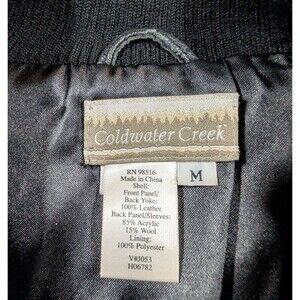 Coldwater Creek
M
RN 98516
Made in China
Shell:
Front Panel/
Back Yoke:
100% Leather
Back Panel/Sleeves:
85% Acrylic
15% Wool
Lining:
100% Polyester
V#J053
H06782